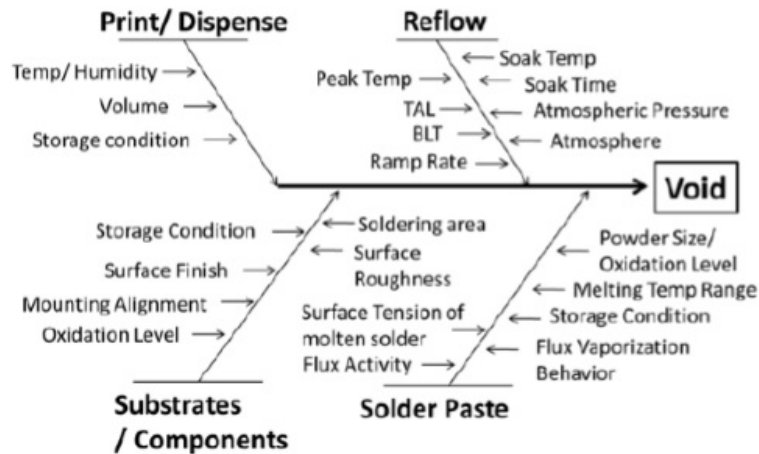 Print/ Dispense
Reflow
Temp/ Humidity
Volume
Storage condition
Peak Temp
TAL
BLT
Ramp Rate
Soak Temp
Soak Time
Atmospheric Pressure
Atmosphere
Void
Storage Condition
Surface Finish
Mounting Alignment
Oxidation Level
Soldering area
Surface
Roughness
Surface Tension of
molten solder
Flux Activity
Powder Size/
Oxidation Level
Melting Temp Range
Storage Condition
Flux Vaporization
Behavior
Substrates
/ Components
Solder Paste